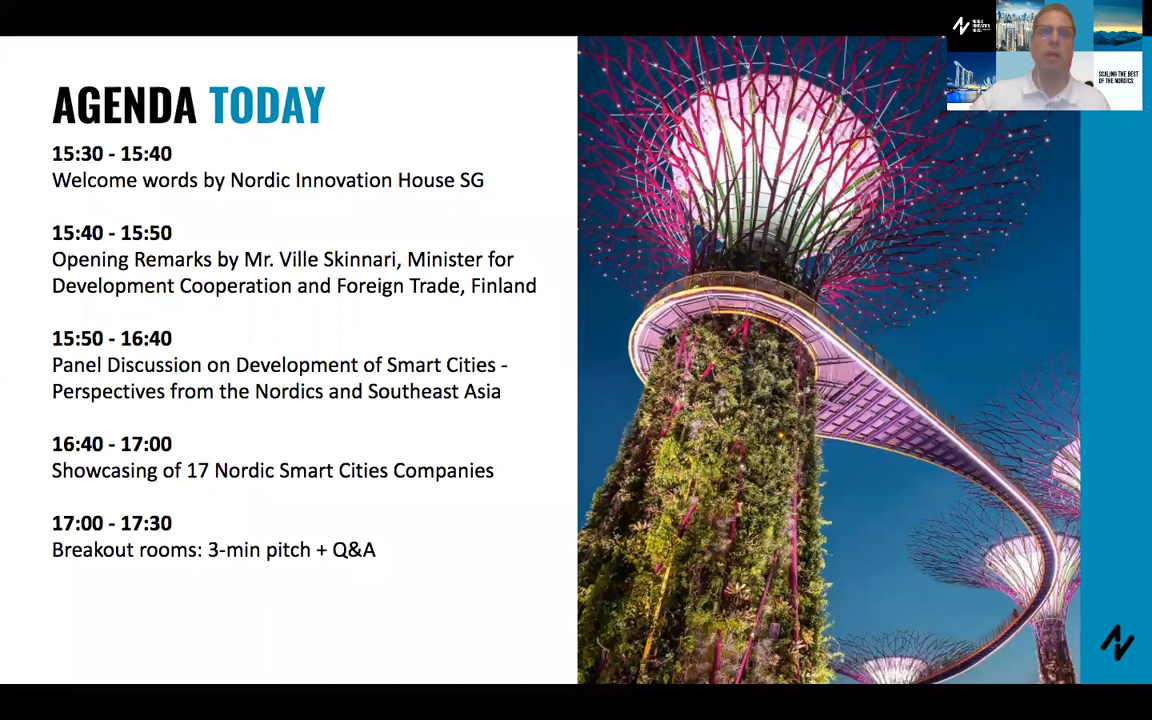 AGENDA TODAY
15:30 - 15:40
Welcome words by Nordic Innovation House SG
15:40 - 15:50
Opening Remarks by Mr. Ville Skinnari, Minister for
Development Cooperation and Foreign Trade, Finland
15:50 - 16:40
Panel Discussion on Development of Smart Cities -
Perspectives from the Nordics and Southeast Asia
16:40 - 17:00
Showcasing of 17 Nordic Smart Cities Companies
17:00 - 17:30
Breakout rooms: 3-min pitch + Q&A
NORDIC
INNOVATION
HOUSE
SCALING THE BEST
OF THE NORDICS